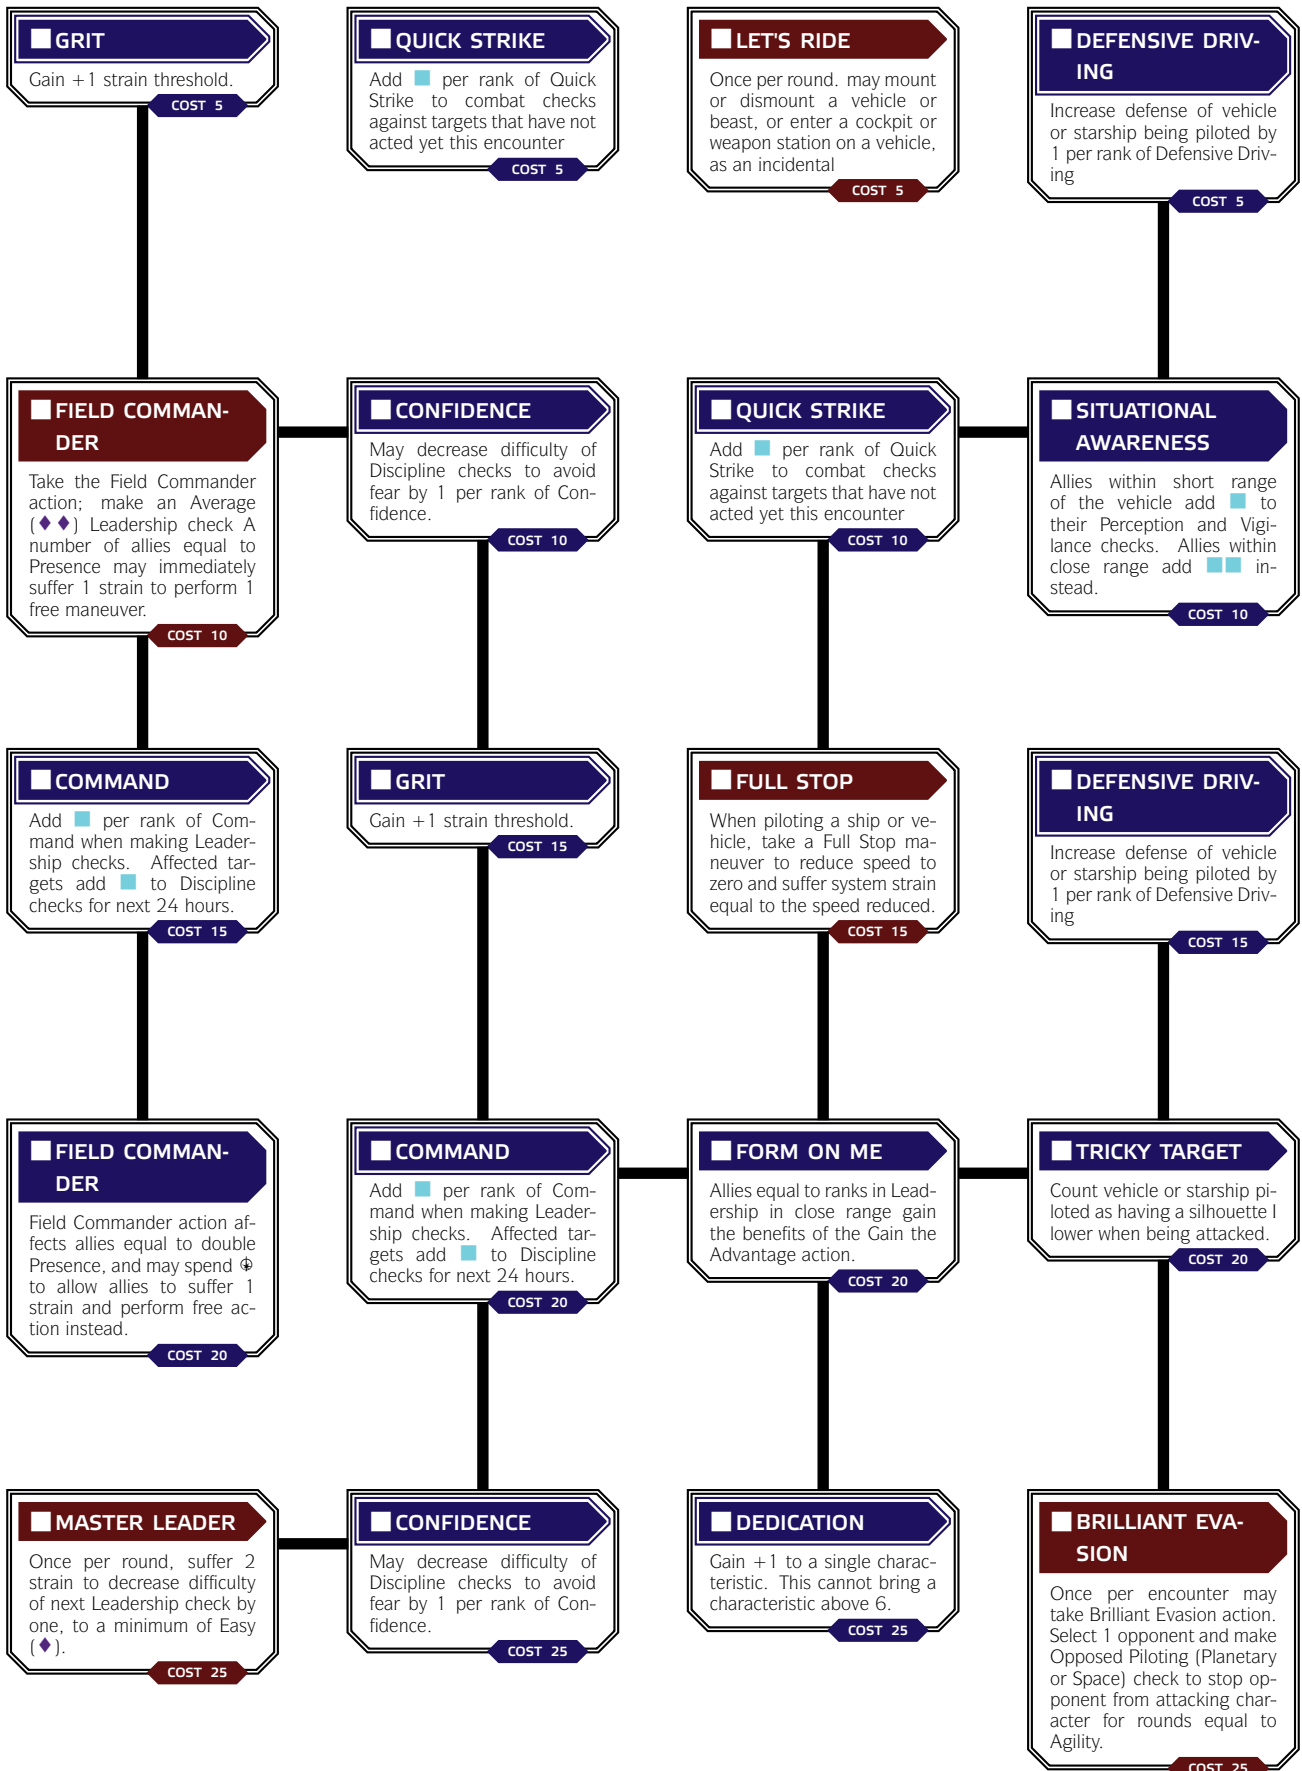 GRIT
Gain +1 strain threshold.
COST 5
QUICK STRIKE
Add per rank of Quick
Strike to combat checks
against targets that have not
acted yet this encounter
COST 5
LET'S RIDE
Once per round. may mount
or dismount a vehicle or
beast, or enter a cockpit or
weapon station on a vehicle,
as an incidental
COST 5
DEFENSIVE DRIV-
ING
Increase defense of vehicle
or starship being piloted by
1 per rank of Defensive Driv-
ing
COST 5
FIELD COMMAN-
DER
Take the Field Commander
action; make an Average
(♦♦) Leadership check A
number of allies equal to
Presence may immediately
suffer 1 strain to perform 1
free maneuver.
COST 10
CONFIDENCE
May decrease difficulty of
Discipline checks to avoid
fear by 1 per rank of Con-
fidence.
COST 10
QUICK STRIKE
Add per rank of Quick
Strike to combat checks
against targets that have not
acted yet this encounter
COST 10
SITUATIONAL
AWARENESS
Allies within short range
of the vehicle add to
their Perception and Vigi-
lance checks. Allies within
close range add in-
stead.
COST 10
COMMAND
Add per rank of Com-
mand when making Leader-
ship checks. Affected tar-
gets add to Discipline
checks for next 24 hours.
COST 15
GRIT
Gain +1 strain threshold.
COST 15
FULL STOP
When piloting a ship or ve-
hicle, take a Full Stop ma-
neuver to reduce speed to
zero and suffer system strain
equal to the speed reduced.
COST 15
DEFENSIVE DRIV-
ING
Increase defense of vehicle
or starship being piloted by
1 per rank of Defensive Driv-
ing
COST 15
FIELD COMMAN-
DER
Field Commander action af-
fects allies equal to double
Presence, and may spend
to allow allies to suffer 1
strain and perform free ac-
tion instead.
COST 20
COMMAND
Add per rank of Com-
mand when making Leader-
ship checks. Affected tar-
gets add to Discipline
checks for next 24 hours.
COST 20
FORM ON ME
Allies equal to ranks in Lead-
ership in close range gain
the benefits of the Gain the
Advantage action.
COST 20
TRICKY TARGET
Count vehicle or starship pi-
loted as having a silhouette I
lower when being attacked.
COST 20
MASTER LEADER
Once per round, suffer 2
strain to decrease difficulty
of next Leadership check by
one, to a minimum of Easy
(♦).
COST 25
CONFIDENCE
May decrease difficulty of
Discipline checks to avoid
fear by 1 per rank of Con-
fidence.
COST 25
DEDICATION
Gain +1 to a single charac-
teristic. This cannot bring a
characteristic above 6.
COST 25
BRILLIANT EVA-
SION
Once per encounter may
take Brilliant Evasion action.
Select 1 opponent and make
Opposed Piloting (Planetary
or Space) check to stop op-
ponent from attacking char-
acter for rounds equal to
Agility.
COST 25